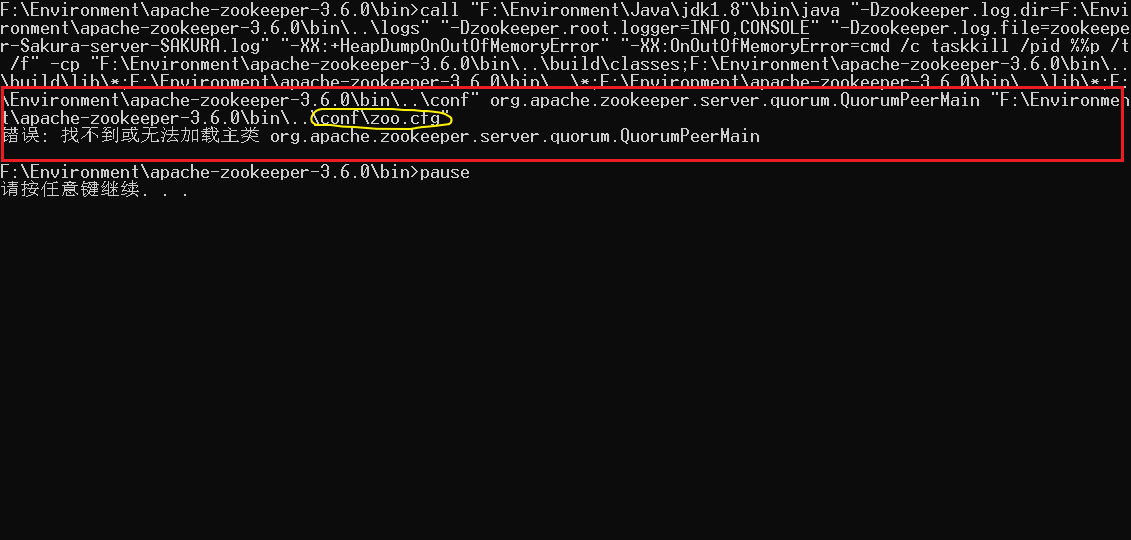 F:\Environment\apache-zookeeper-3.6.0\bin>call "F:\Environment\Java\jdk1.8"\bin\java "-Dzookeeper.log.dir=F:\Envi
ronment\apache-zookeeper-3.6.0\bin\..\logs" "-Dzookeeper.root.logger=INFO,CONSOLE" "-Dzookeeper.log.file=zookeepe
r-Sakura-server-SAKURA.log" "-XX:+HeapDumpOnOutOfMemoryError" "-XX:OnOutOfMemoryError=cmd /c taskkill /pid %%p /t
 /f" -cp "F:\Environment\apache-zookeeper-3.6.0\bin\..\build\classes;F:\Environment\apache-zookeeper-3.6.0\bin\..
\build\lib\*;F:\Environment\apache-zookeeper-3.6.0\bin\..\*;F:\Environment\apache-zookeeper-3.6.0\bin\..\lib\*;F:
\Environment\apache-zookeeper-3.6.0\bin\..\conf" org.apache.zookeeper.server.quorum.QuorumPeerMain "F:\Environmen
t\apache-zookeeper-3.6.0\bin\..\conf\zoo.cfg"
错误: 找不到或无法加载主类 org.apache.zookeeper.server.quorum.QuorumPeerMain
F:\Environment\apache-zookeeper-3.6.0\bin>pause
请按任意键继续. . .